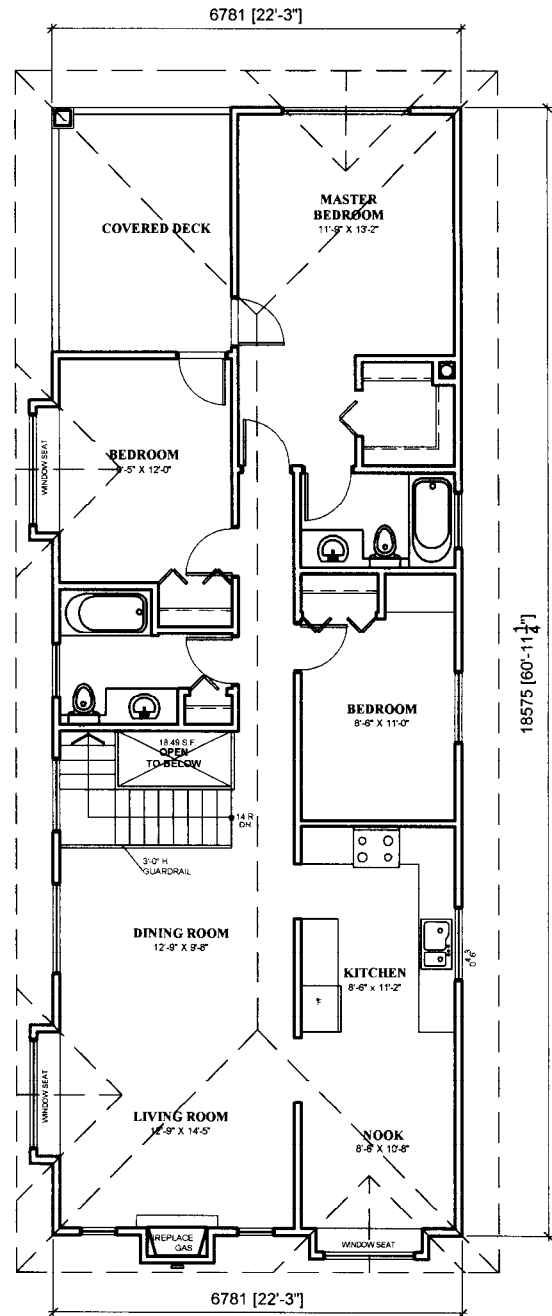 6781 [22'-3"]
MASTER
BEDROOM
11'-9" X 13'-2"
COVERED DECK
BEDROOM
9'-5" X 12'-0"
WINDOW SEAT
18575 [60'-11 1/4"]
BEDROOM
8'-6" X 11'-0"
18.49 S.F.
OPEN
TO BELOW
14 R
DN.
3'-0" H.
GUARDRAIL
DINING ROOM
12'-9" X 9'-8"
KITCHEN
8'-6" x 11'-2"
WINDOW SEAT
LIVING ROOM
12'-9" X 14'-5"
NOOK
8'-6" X 10'-8"
FIREPLACE
GAS
WINDOW SEAT
6781 [22'-3"]